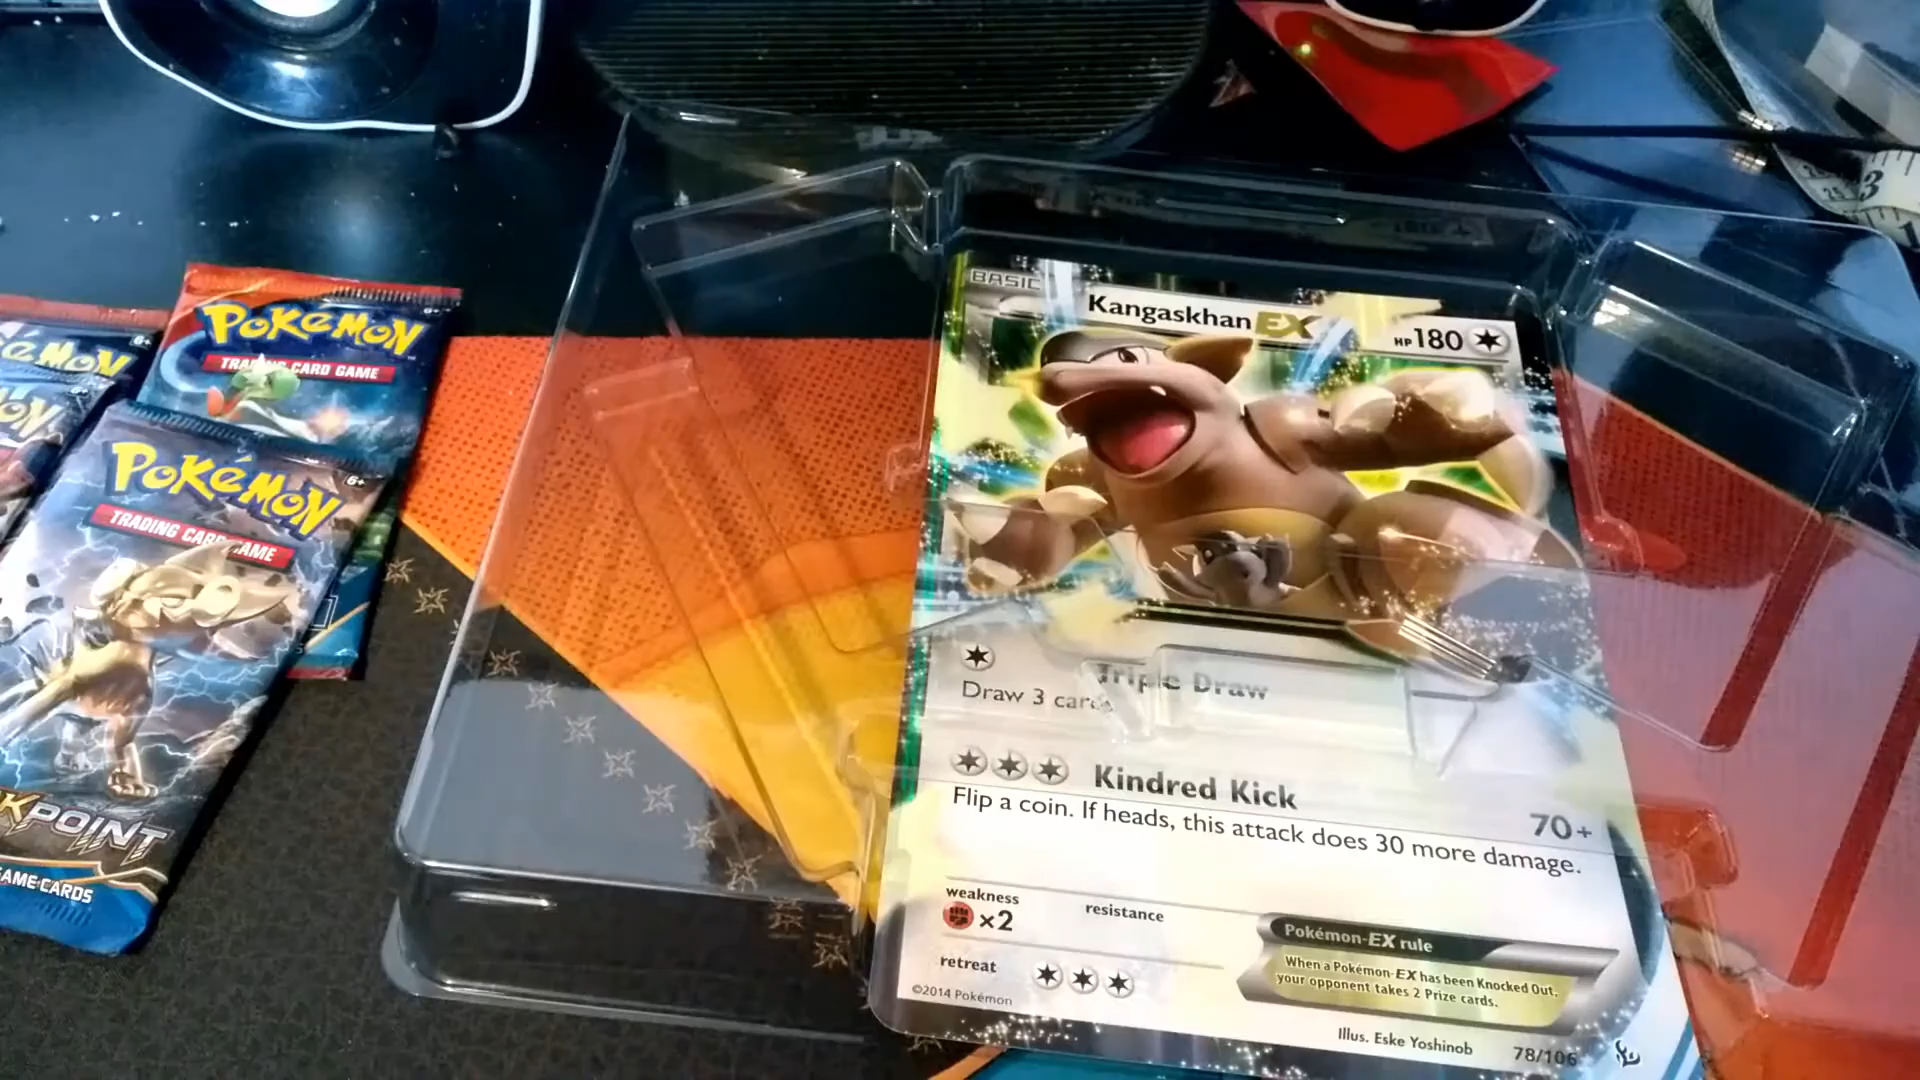 POKÉMON
TRADING CARD GAME
POKÉMON
TRADING CARD GAME
POINT
GAME CARDS
BASIC
Kangaskhan EX
HP 180
Triple Draw
Draw 3 cards
Kindred Kick
70+
Flip a coin. If heads, this attack does 30 more damage.
weakness
×2
resistance
retreat
Pokémon-EX rule
When a Pokémon-EX has been Knocked Out,
your opponent takes 2 Prize cards.
©2014 Pokémon
Illus. Eske Yoshinob
78/106